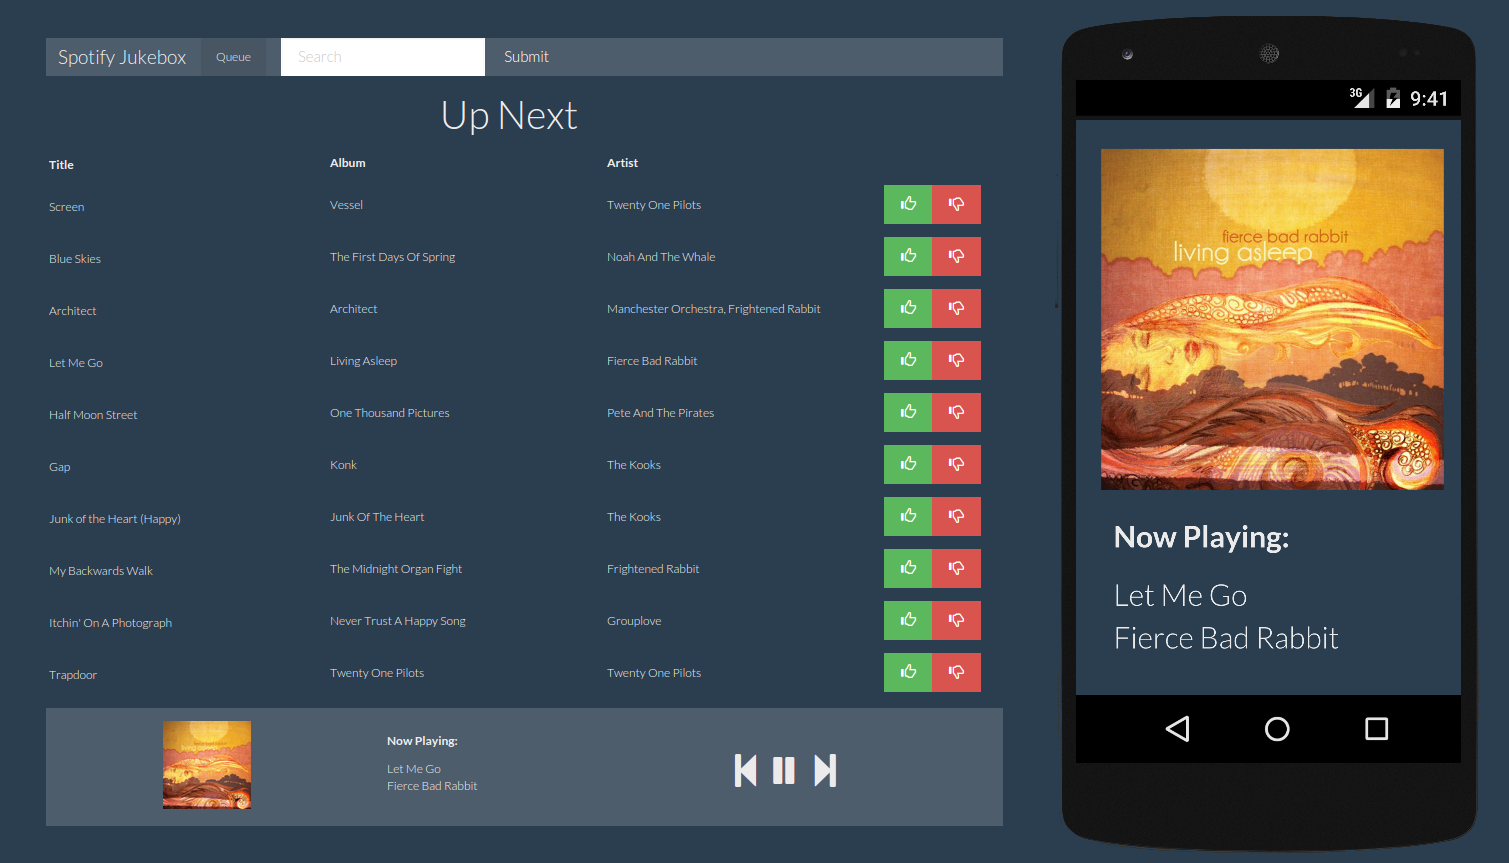 Spotify Jukebox Queue Search Submit
Up Next
Title Album Artist
Screen Vessel Twenty One Pilots
Blue Skies The First Days Of Spring Noah And The Whale
Architect Architect Manchester Orchestra, Frightened Rabbit
Let Me Go Living Asleep Fierce Bad Rabbit
Half Moon Street One Thousand Pictures Pete And The Pirates
Gap Konk The Kooks
Junk of the Heart (Happy) Junk Of The Heart The Kooks
My Backwards Walk The Midnight Organ Fight Frightened Rabbit
Itchin' On A Photograph Never Trust A Happy Song Grouplove
Trapdoor Twenty One Pilots Twenty One Pilots
Now Playing:
Let Me Go
Fierce Bad Rabbit
3G 9:41
fierce bad rabbit
living asleep
Now Playing:
Let Me Go
Fierce Bad Rabbit